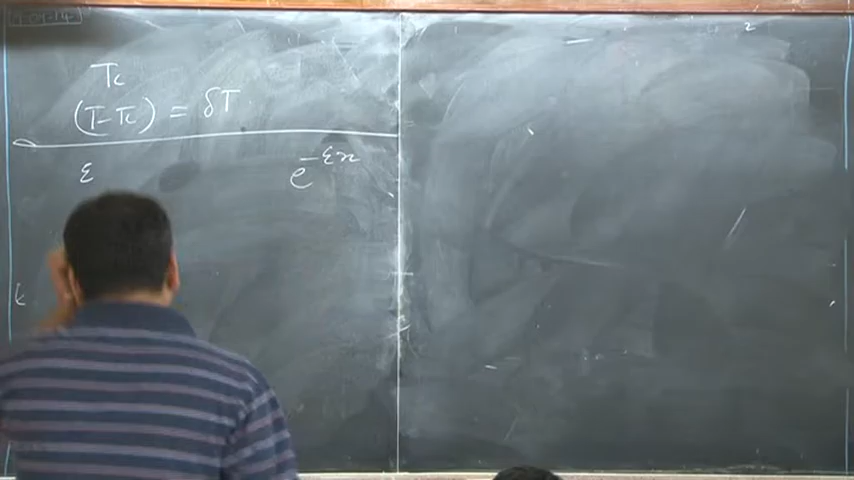 Tc
(T-Tc) = δT
ε e^{-εx}